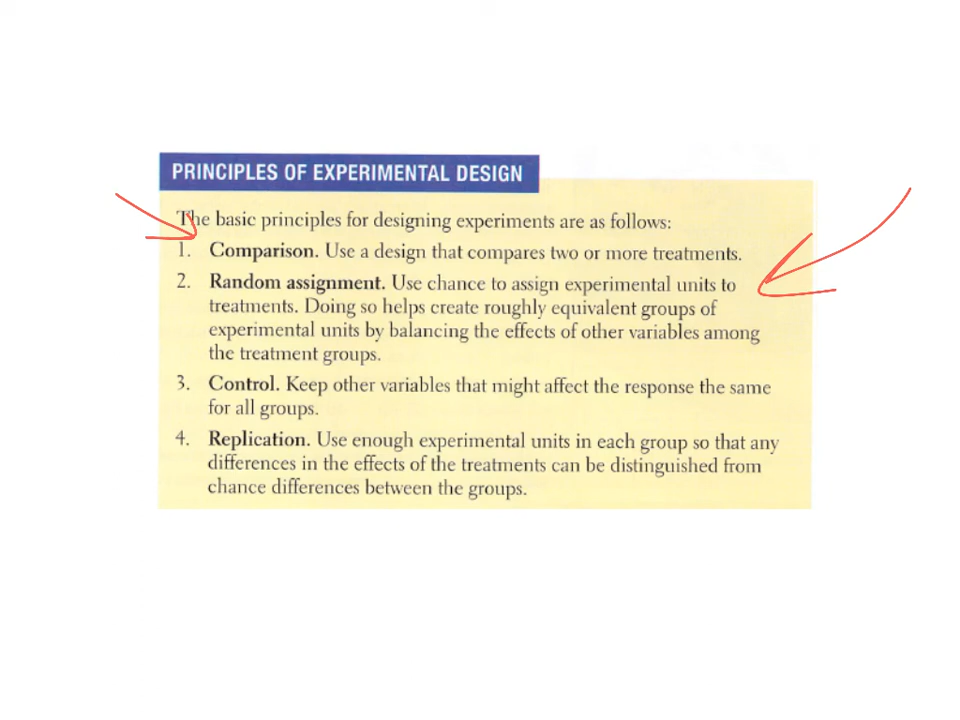 PRINCIPLES OF EXPERIMENTAL DESIGN
The basic principles for designing experiments are as follows:
1. Comparison. Use a design that compares two or more treatments.
2. Random assignment. Use chance to assign experimental units to
treatments. Doing so helps create roughly equivalent groups of
experimental units by balancing the effects of other variables among
the treatment groups.
3. Control. Keep other variables that might affect the response the same
for all groups.
4. Replication. Use enough experimental units in each group so that any
differences in the effects of the treatments can be distinguished from
chance differences between the groups.